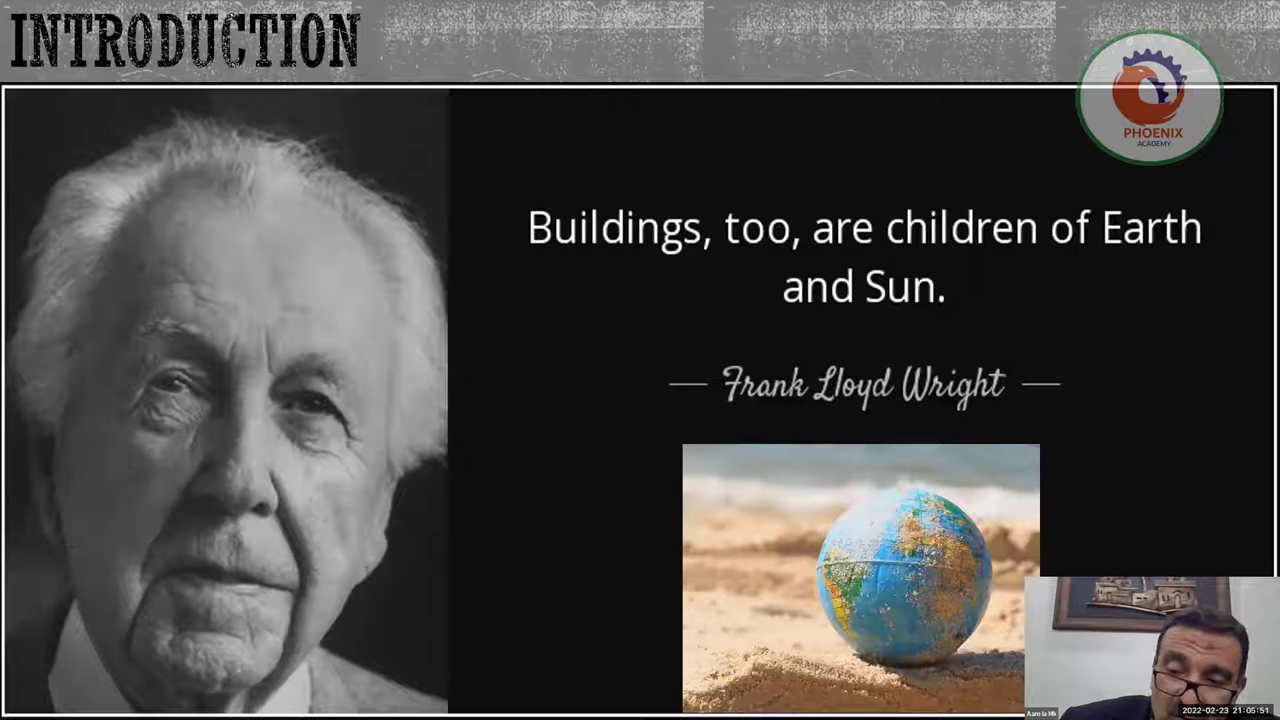 INTRODUCTION
PHOENIX
ACADEMY
Buildings, too, are children of Earth
and Sun.
Frank Lloyd Wright
2022-02-23 21:05:51